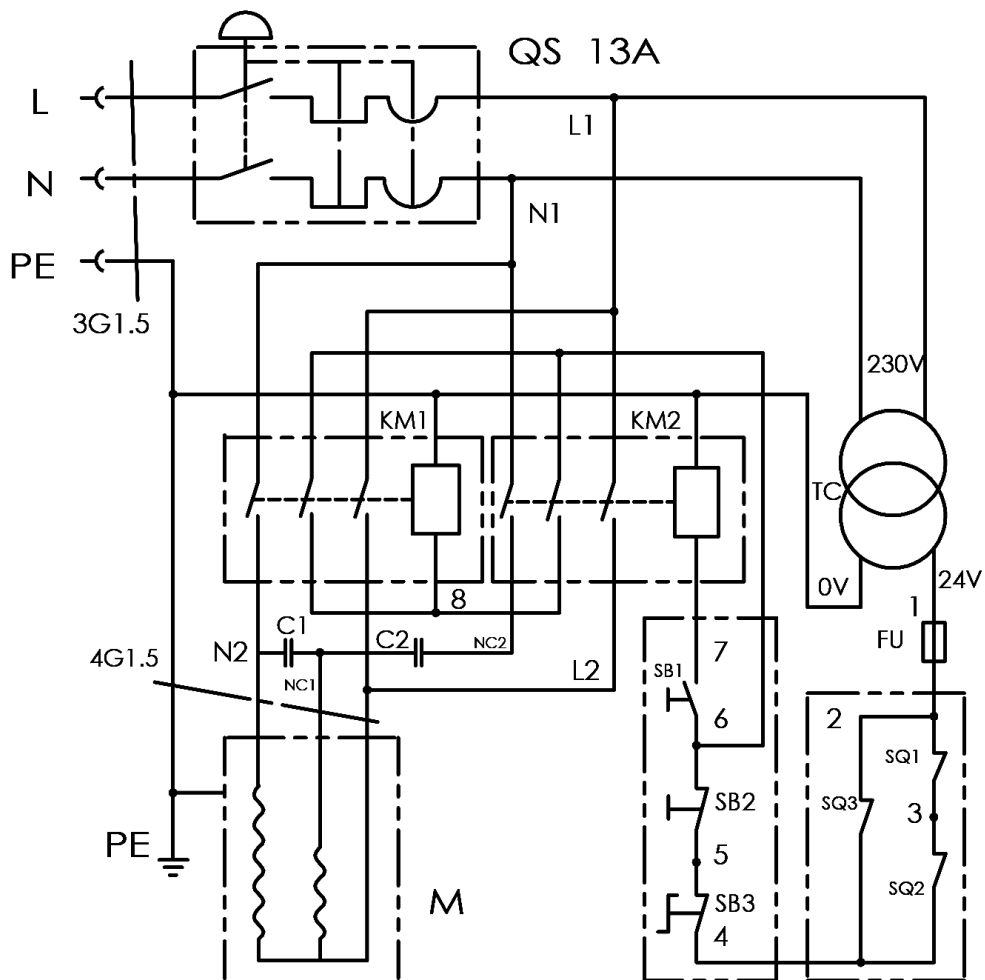 QS 13A
L
L1
N
N1
PE
3G1.5
230V
KM1
KM2
TC
0V
24V
8
1
C1
FU
N2
C2
NC2
7
4G1.5
NC1
L2
SB1
6
2
SQ1
SQ3
SB2
3
PE
5
SQ2
M
SB3
4